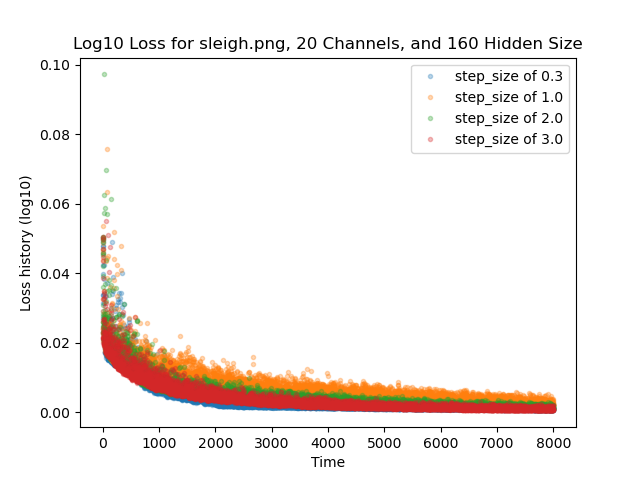 Log10 Loss for sleigh.png, 20 Channels, and 160 Hidden Size
0.10
0.08
0.06
0.04
0.02
0.00
Loss history (log10)
step_size of 0.3
step_size of 1.0
step_size of 2.0
step_size of 3.0
0 1000 2000 3000 4000 5000 6000 7000 8000
Time